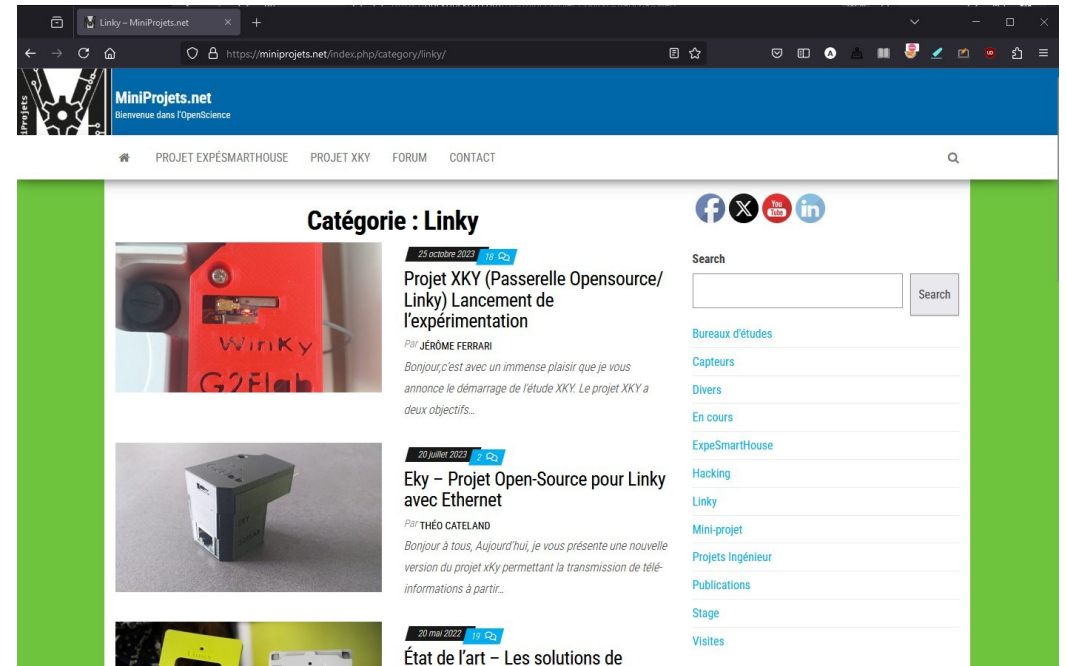 Linky – MiniProjets.net
https://miniprojets.net/index.php/category/linky/
MiniProjets.net
Bienvenue dans l'OpenScience
PROJET EXPÉSMARTHOUSE
PROJET XKY
FORUM
CONTACT
Catégorie : Linky
WinKy
G2Elab
25 octobre 2023
18
Projet XKY (Passerelle Opensource/
Linky) Lancement de
l'expérimentation
Par JÉRÔME FERRARI
Bonjour,c'est avec un immense plaisir que je vous
annonce le démarrage de l'étude XKY. Le projet XKY a
deux objectifs…
20 juillet 2023
2
Eky – Projet Open-Source pour Linky
avec Ethernet
Par THÉO CATELAND
Bonjour à tous, Aujourd'hui, je vous présente une nouvelle
version du projet xKy permettant la transmission de télé-
informations à partir…
20 mai 2022
19
État de l'art – Les solutions de
You
Tube
in
Search
Search
Bureaux d'études
Capteurs
Divers
En cours
ExpeSmartHouse
Hacking
Linky
Mini-projet
Projets Ingénieur
Publications
Stage
Visites